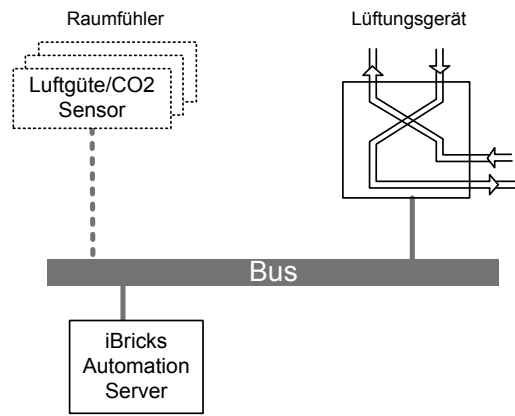 Raumfühler
Lüftungsgerät
Luftgüte/CO2
Sensor
Bus
iBricks
Automation
Server